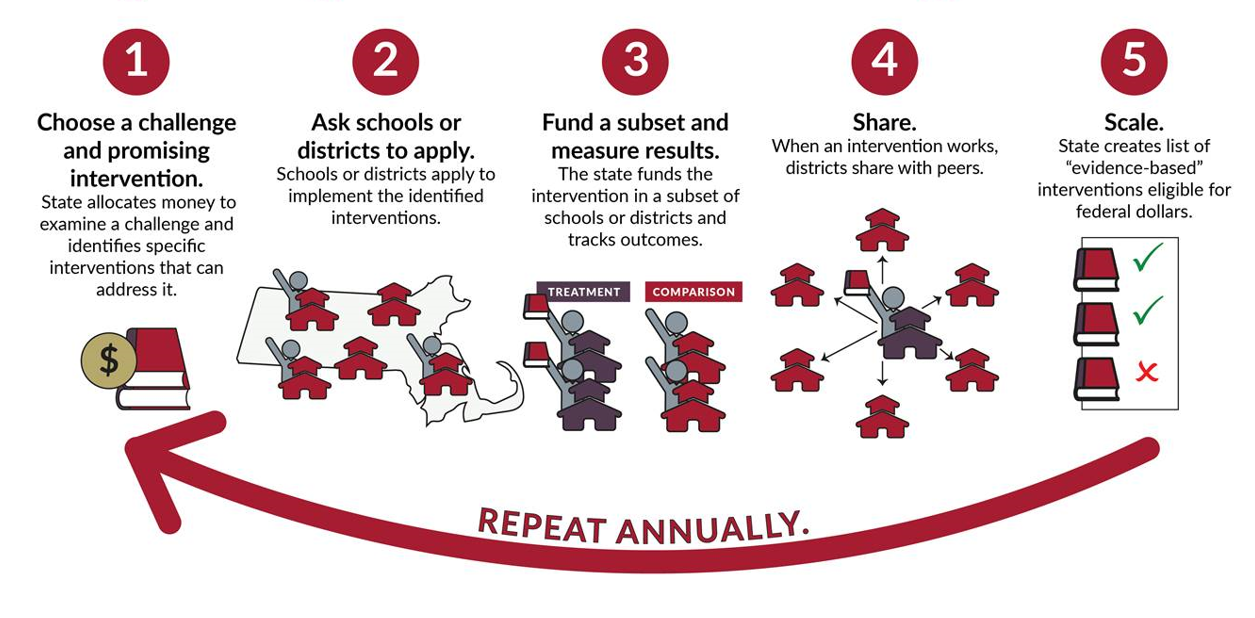 1
Choose a challenge
and promising
intervention.
State allocates money to
examine a challenge and
identifies specific
interventions that can
address it.
$
2
Ask schools or
districts to apply.
Schools or districts apply to
implement the identified
interventions.
3
Fund a subset and
measure results.
The state funds the
intervention in a subset of
schools or districts and
tracks outcomes.
TREATMENT
COMPARISON
4
Share.
When an intervention works,
districts share with peers.
5
Scale.
State creates list of
“evidence-based”
interventions eligible for
federal dollars.
REPEAT ANNUALLY.